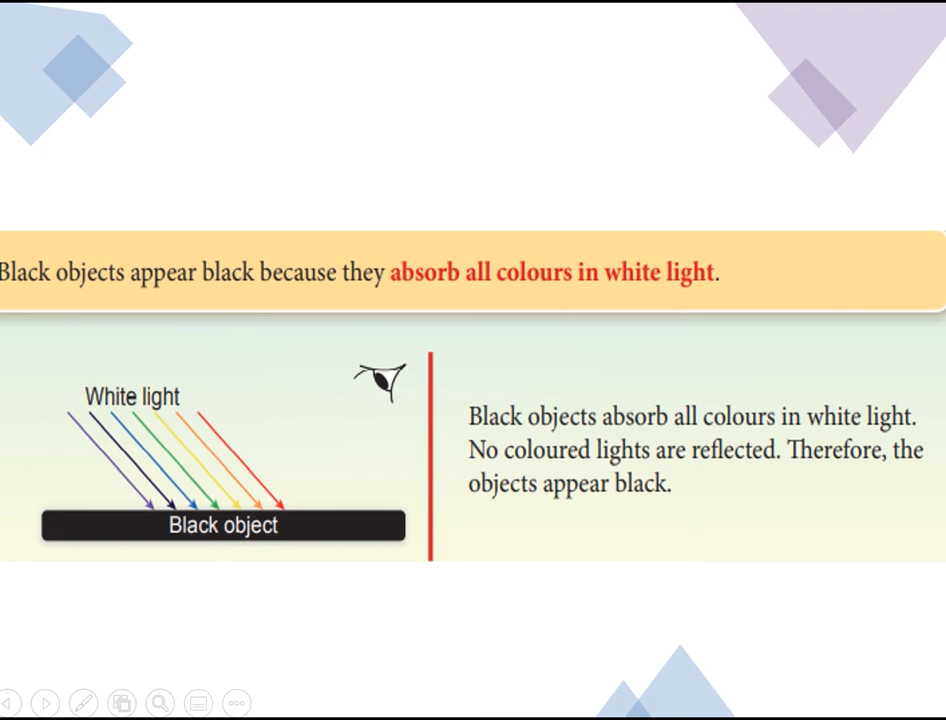 Black objects appear black because they absorb all colours in white light.
White light
Black object
Black objects absorb all colours in white light.
No coloured lights are reflected. Therefore, the
objects appear black.